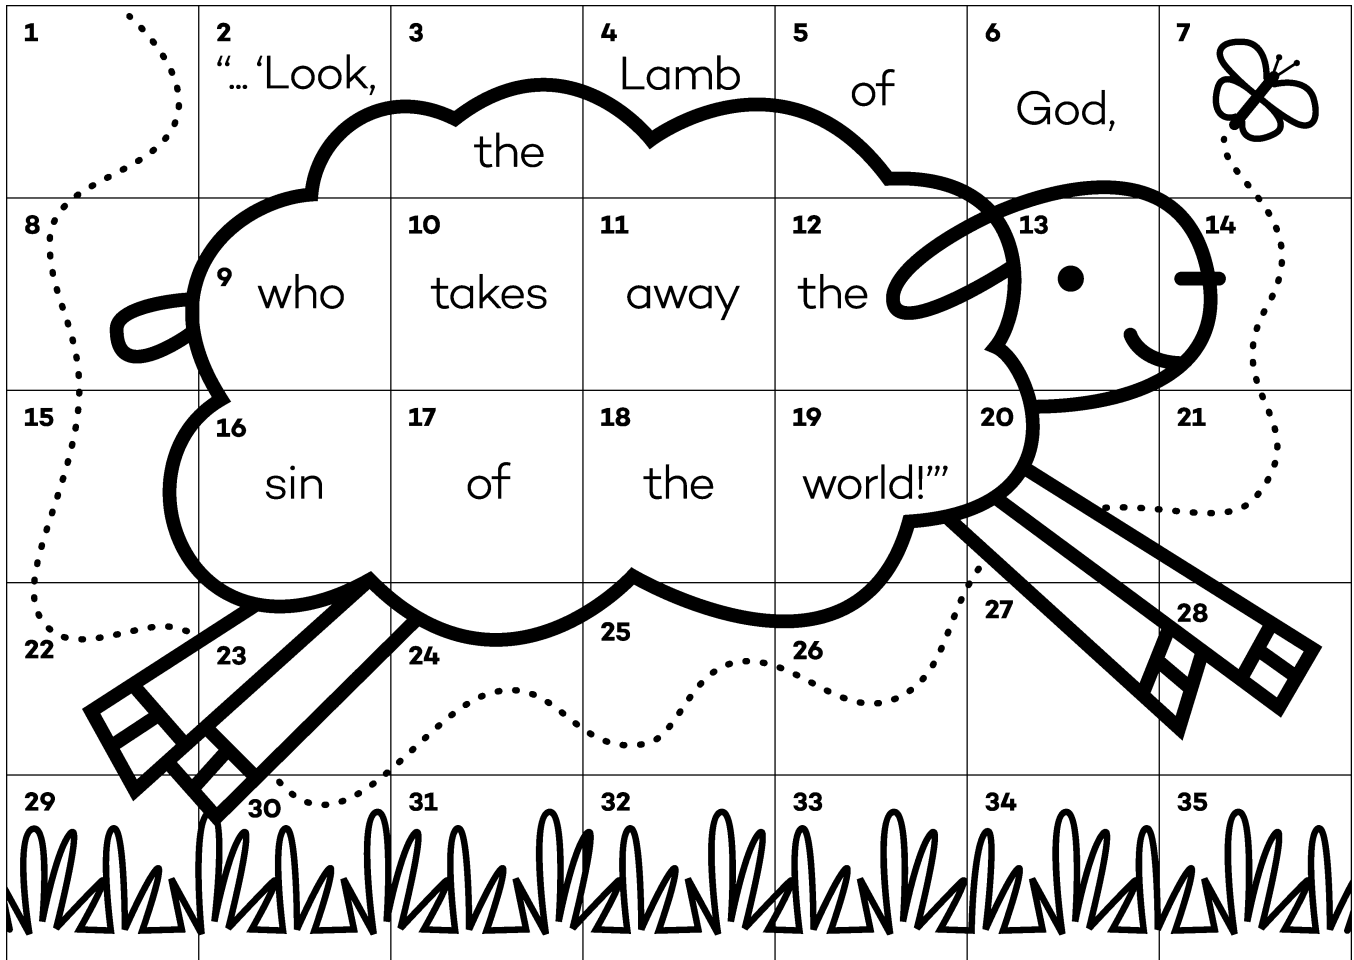 1 2 3 4 5 6 7
“... ‘Look, the Lamb of God,
8 9 10 11 12 13 14
who takes away the
15 16 17 18 19 20 21
sin of the world!’”
22 23 24 25 26 27 28
29 30 31 32 33 34 35